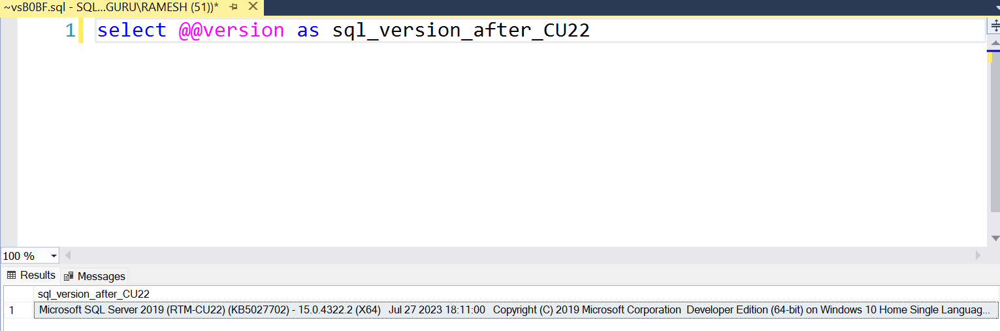 ~vsB0BF.sql - SQL...GURU\RAMESH (51))*
1 select @@version as sql_version_after_CU22
100 %
Results Messages
sql_version_after_CU22
1 Microsoft SQL Server 2019 (RTM-CU22) (KB5027702) - 15.0.4322.2 (X64) Jul 27 2023 18:11:00 Copyright (C) 2019 Microsoft Corporation Developer Edition (64-bit) on Windows 10 Home Single Languag...